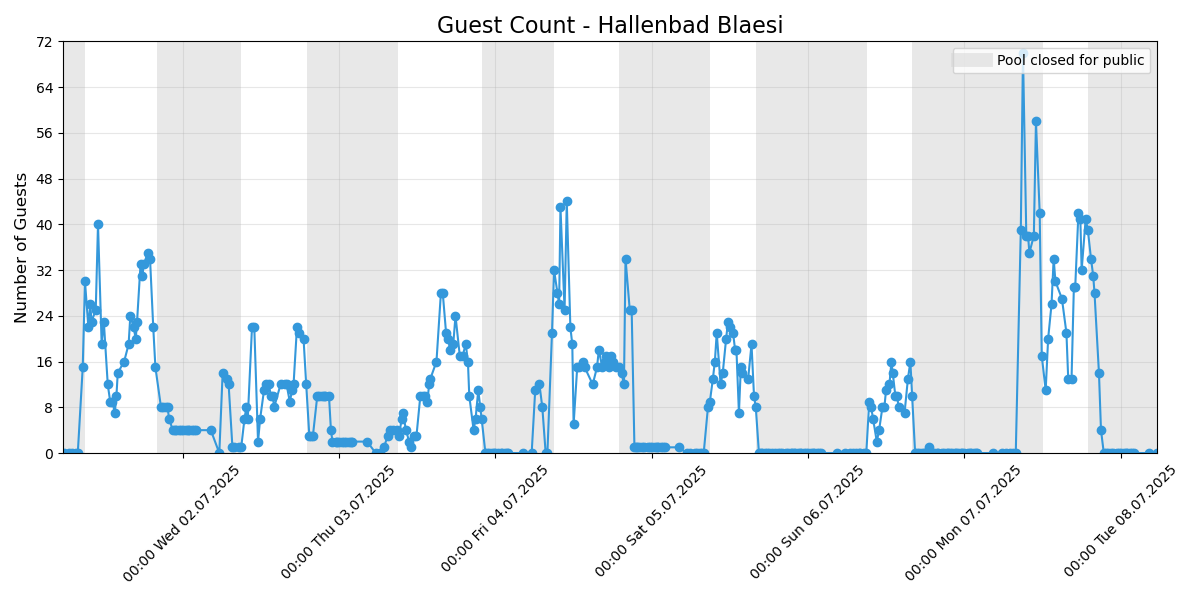 Guest Count - Hallenbad Blaesi
Pool closed for public
Number of Guests
72
64
56
48
40
32
24
16
8
0
00:00 Wed 02.07.2025
00:00 Thu 03.07.2025
00:00 Fri 04.07.2025
00:00 Sat 05.07.2025
00:00 Sun 06.07.2025
00:00 Mon 07.07.2025
00:00 Tue 08.07.2025